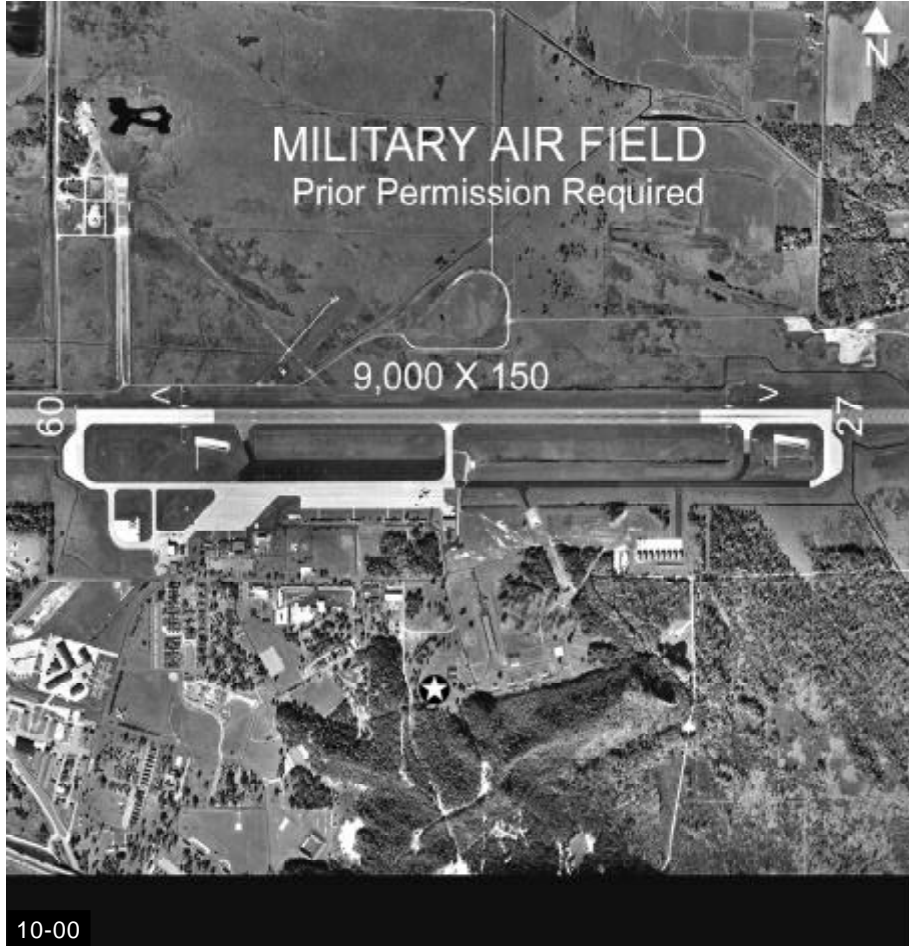 N
MILITARY AIR FIELD
Prior Permission Required
9,000 X 150
09
27
10-00